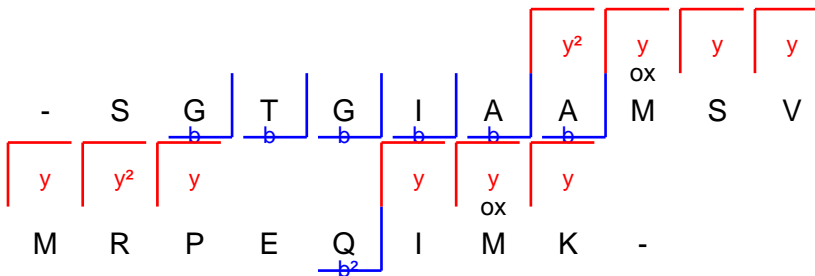 y² y y y
ox
- S G T G I A A M S V
b b b b b b
y y² y y y y
ox
M R P E Q I M K -
b²